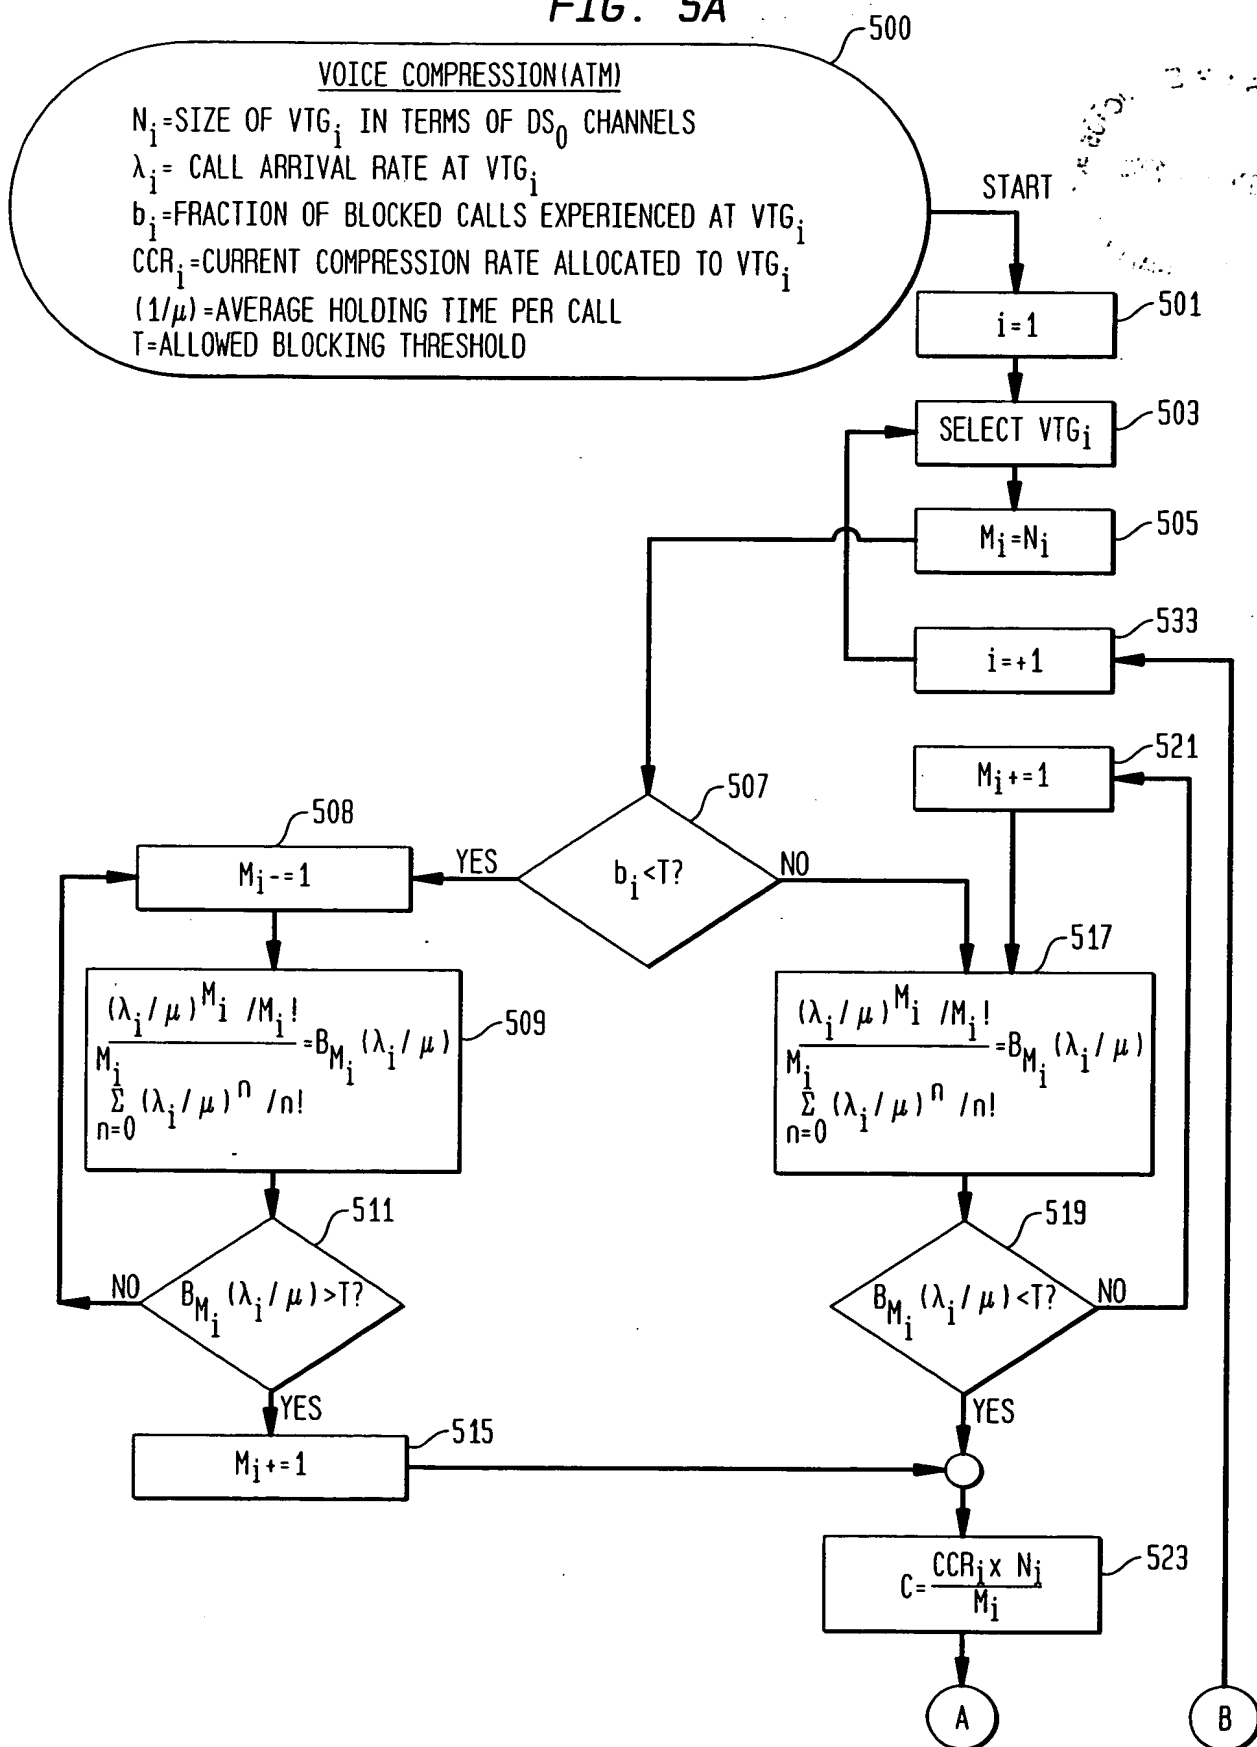 FIG. 5A
500
VOICE COMPRESSION(ATM)
Ni=SIZE OF VTGi IN TERMS OF DS0 CHANNELS
λi= CALL ARRIVAL RATE AT VTGi
bi=FRACTION OF BLOCKED CALLS EXPERIENCED AT VTGi
CCRi=CURRENT COMPRESSION RATE ALLOCATED TO VTGi
(1/μ)=AVERAGE HOLDING TIME PER CALL
T=ALLOWED BLOCKING THRESHOLD
START
i=1
501
SELECT VTGi
503
Mi=Ni
505
i=+1
533
Mi+=1
521
bi<T?
507
YES
NO
Mi-=1
508
(λi/μ)^Mi /Mi!
=BMi(λi/μ)
Mi
Σ (λi/μ)^n /n!
n=0
509
(λi/μ)^Mi /Mi!
=BMi(λi/μ)
Mi
Σ (λi/μ)^n /n!
n=0
517
BMi(λi/μ)>T?
511
NO
YES
BMi(λi/μ)<T?
519
NO
YES
Mi+=1
515
C=CCRi x Ni
Mi
523
A
B